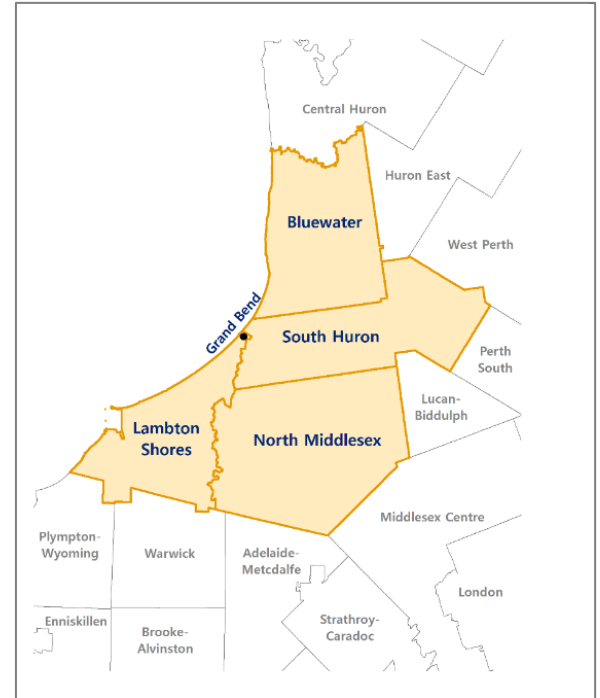 Central Huron
Huron East
Bluewater
West Perth
Grand Bend
South Huron
Perth
South
Lucan-
Biddulph
Lambton
Shores
North Middlesex
Middlesex Centre
Plympton-
Wyoming
Warwick
Adelaide-
Metcdalfe
London
Enniskillen
Brooke-
Alvinston
Strathroy-
Caradoc